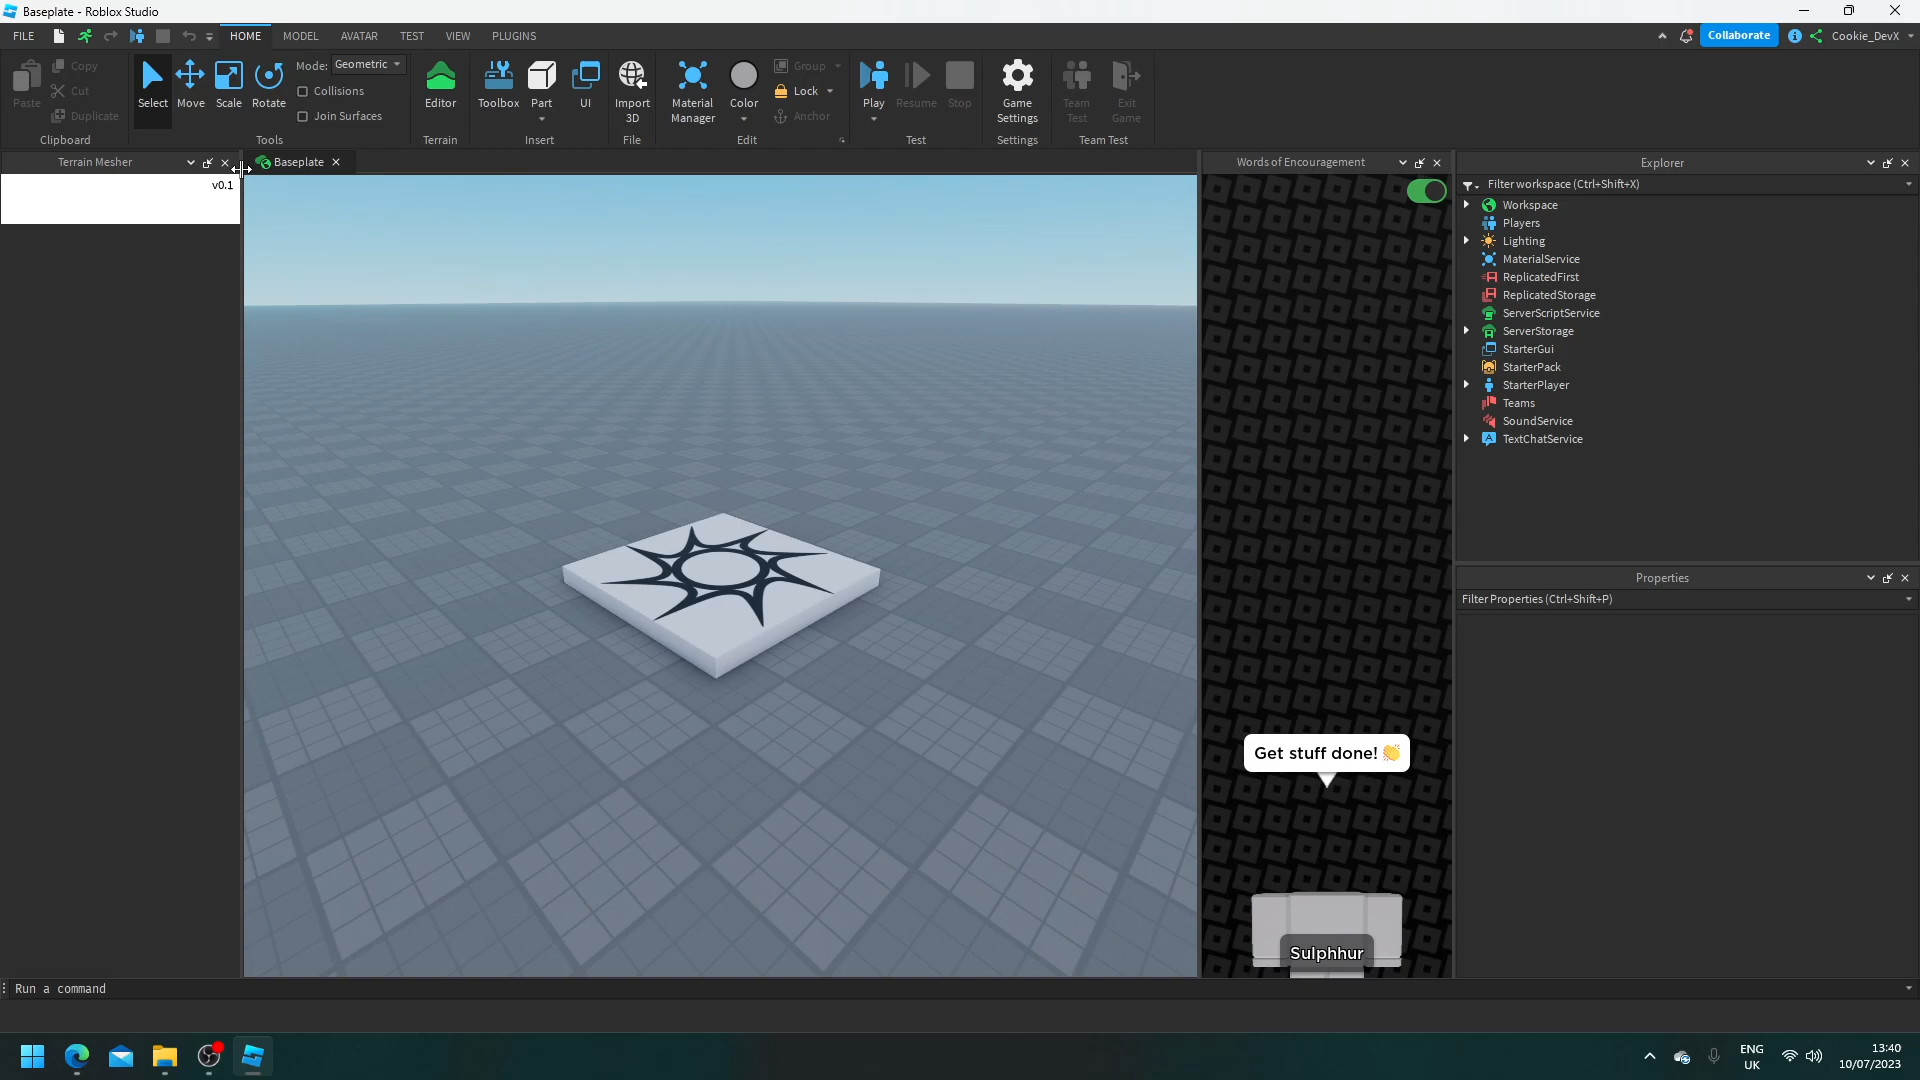 Baseplate - Roblox Studio
FILE HOME MODEL AVATAR TEST VIEW PLUGINS Collaborate Cookie_DevX
Paste Copy Cut Duplicate
Clipboard
Select Move Scale Rotate
Mode: Geometric
Collisions
Join Surfaces
Tools
Editor
Terrain
Toolbox Part UI
Insert
Import 3D
File
Material Manager Color
Group
Lock
Anchor
Edit
Play Resume Stop
Test
Game Settings
Settings
Team Test Exit Game
Team Test
Terrain Mesher
v0.1
Baseplate
Words of Encouragement
Get stuff done! 👏
Sulphhur
Explorer
Filter workspace (Ctrl+Shift+X)
Workspace
Players
Lighting
MaterialService
ReplicatedFirst
ReplicatedStorage
ServerScriptService
ServerStorage
StarterGui
StarterPack
StarterPlayer
Teams
SoundService
TextChatService
Properties
Filter Properties (Ctrl+Shift+P)
Run a command
ENG
UK
13:40
10/07/2023